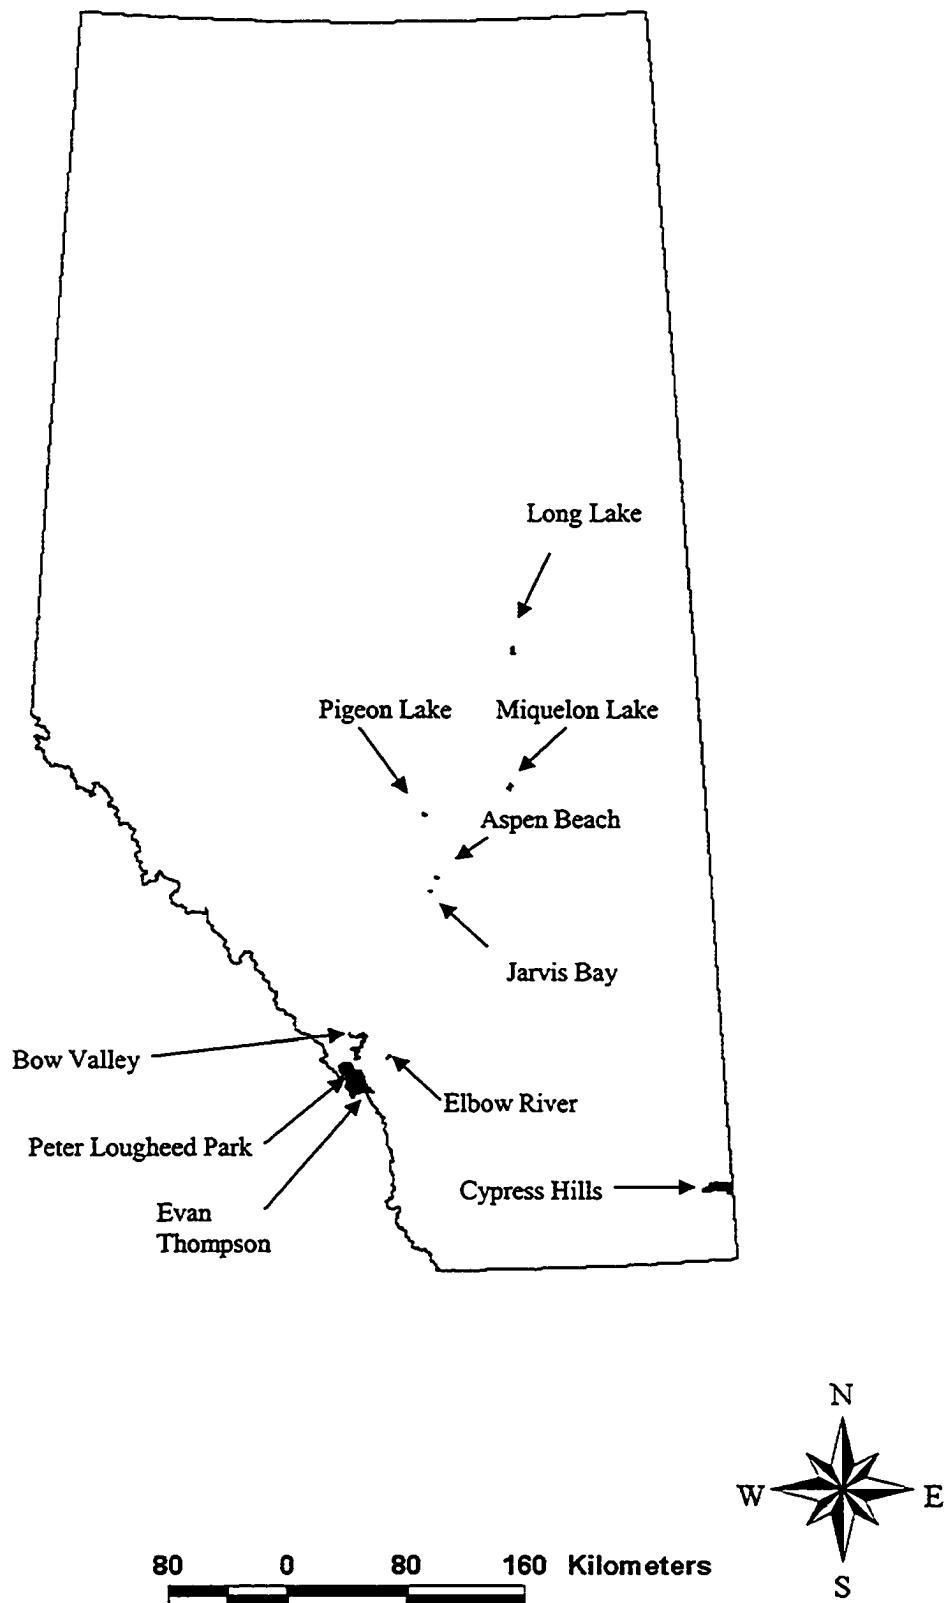 Long Lake
Pigeon Lake
Miquelon Lake
Aspen Beach
Jarvis Bay
Bow Valley
Elbow River
Peter Lougheed Park
Cypress Hills
Evan
Thompson
N
W
E
S
80 0 80 160 Kilometers